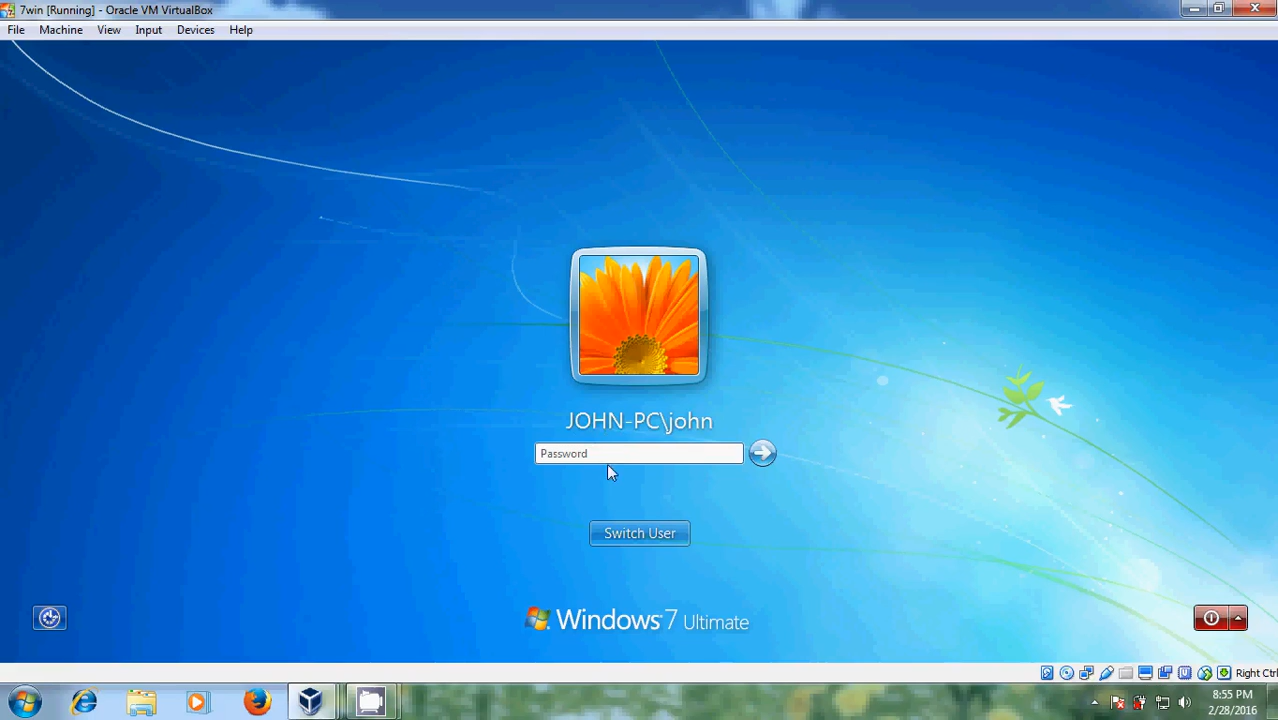 7win [Running] - Oracle VM VirtualBox
File Machine View Input Devices Help
JOHN-PC\john
Password
Switch User
Windows 7 Ultimate
Right Ctrl
8:55 PM
2/28/2016